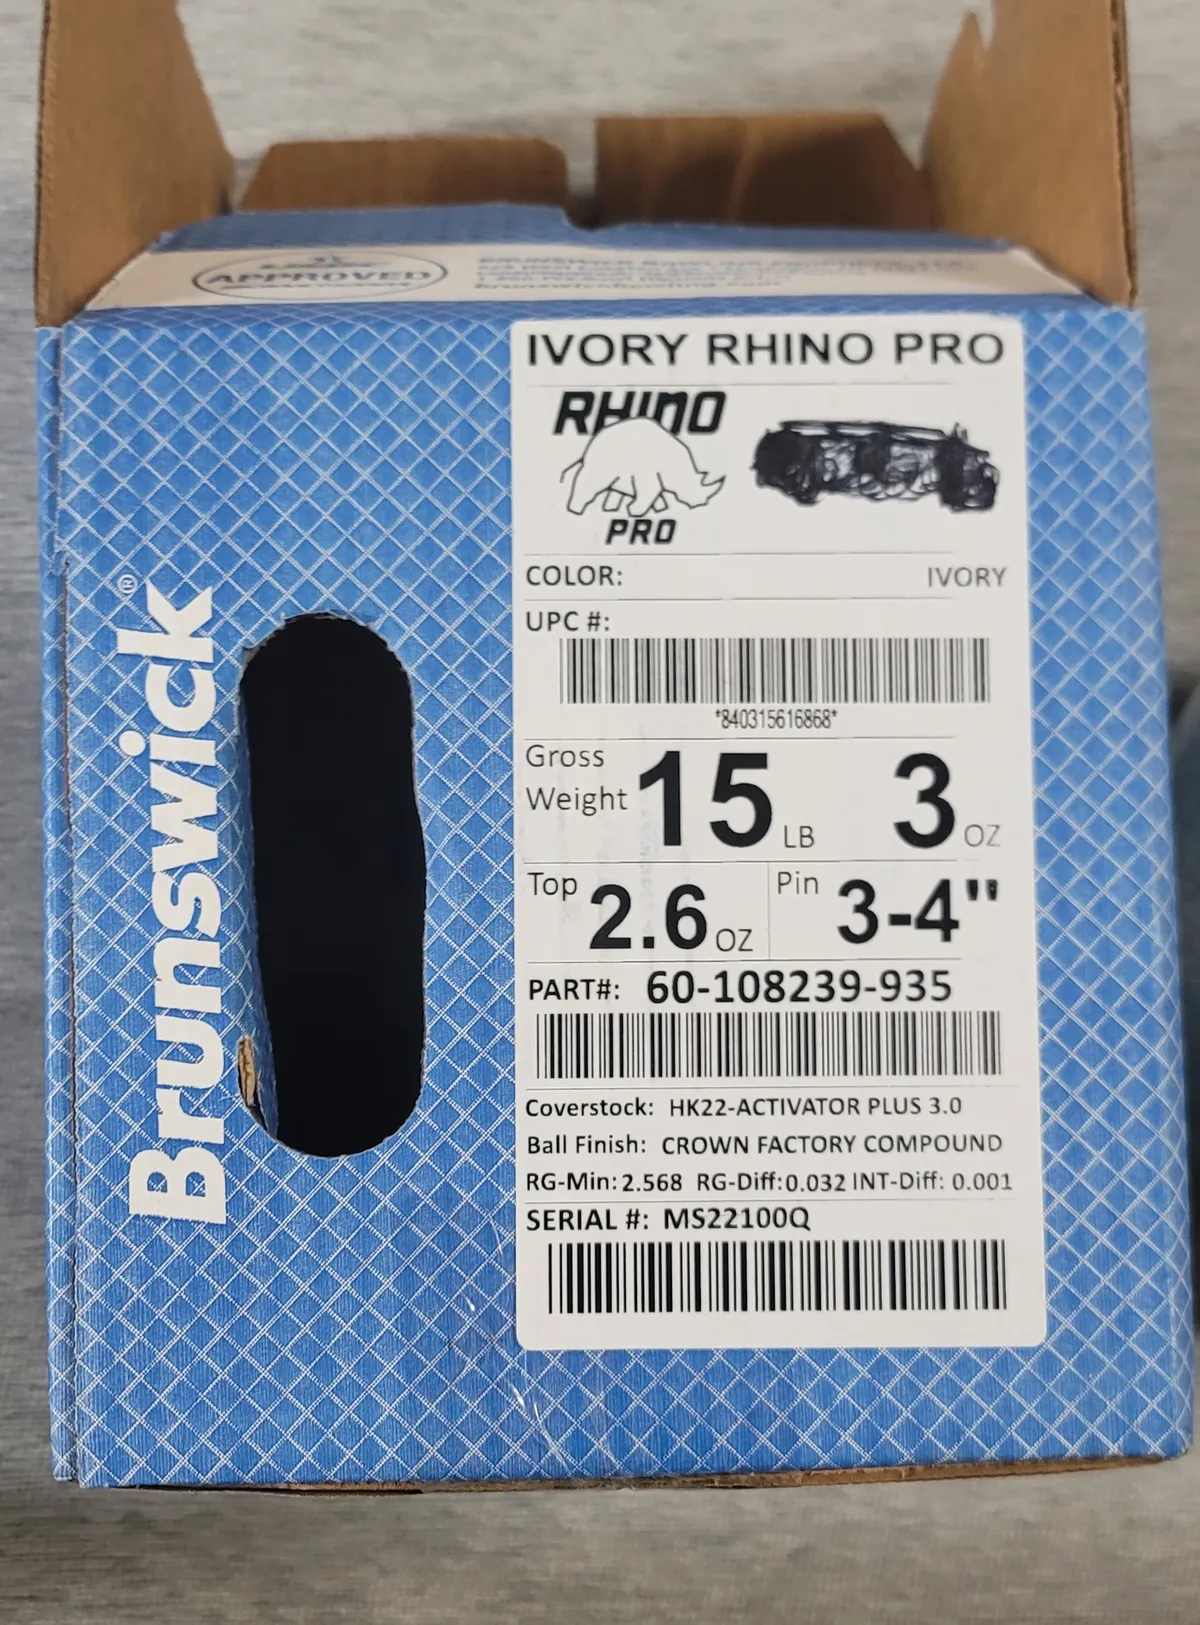 APPROVED
IVORY RHINO PRO
RHINO
PRO
COLOR: IVORY
UPC #:
*840315616868*
Gross Weight 15 LB 3 OZ
Top 2.6 OZ Pin 3-4"
PART#: 60-108239-935
Coverstock: HK22-ACTIVATOR PLUS 3.0
Ball Finish: CROWN FACTORY COMPOUND
RG-Min: 2.568 RG-Diff: 0.032 INT-Diff: 0.001
SERIAL #: MS22100Q
Brunswick®